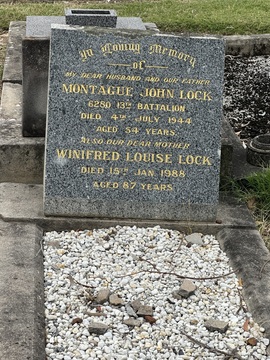 In Loving Memory
OF
MY DEAR HUSBAND, AND OUR FATHER
MONTAGUE JOHN LOCK
6280 13TH BATTALION
DIED 4TH JULY 1944
AGED 54 YEARS.
ALSO OUR DEAR MOTHER
WINIFRED LOUISE LOCK
DIED 15TH JAN. 1988
AGED 87 YEARS